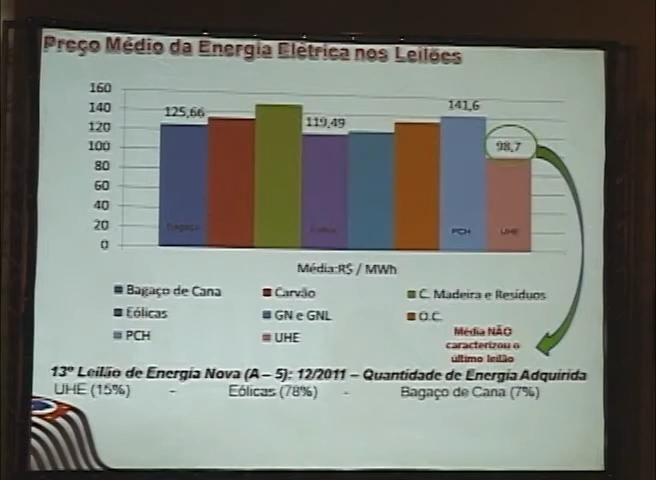 Preço Médio da Energia Elétrica nos Leilões
160
140
120
100
80
60
40
20
0
125,66
119,49
141,6
98,7
Bagaço
PCH
UHE
Média:R$ / MWh
Bagaço de Cana
Carvão
C. Madeira e Resíduos
Eólicas
GN e GNL
O.C.
PCH
UHE
Média NÃO
caracterizou o
último leilão
13º Leilão de Energia Nova (A – 5): 12/2011 – Quantidade de Energia Adquirida
UHE (15%) - Eólicas (78%) - Bagaço de Cana (7%)